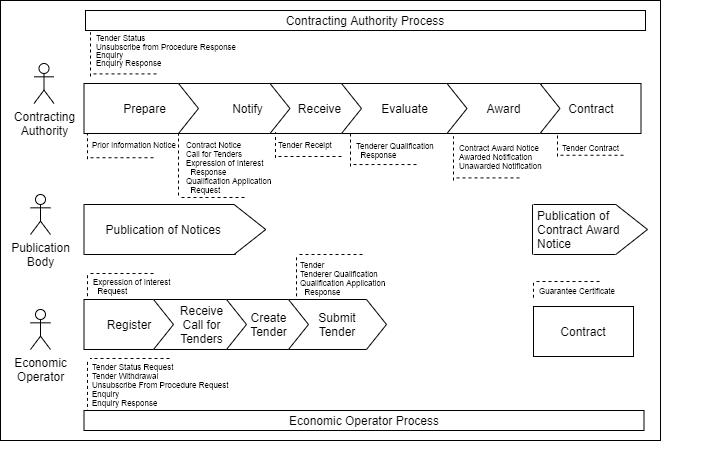 Contracting Authority Process
Tender Status
Unsubscribe from Procedure Response
Enquiry
Enquiry Response
Contracting
Authority
Prepare
Notify
Receive
Evaluate
Award
Contract
Prior Information Notice
Contract Notice
Call for Tenders
Expression of Interest
Response
Qualification Application
Request
Tender Receipt
Tenderer Qualification
Response
Contract Award Notice
Awarded Notification
Unawarded Notification
Tender Contract
Publication
Body
Publication of Notices
Publication of
Contract Award
Notice
Expression of Interest
Request
Tender
Tenderer Qualification
Qualification Application
Response
Guarantee Certificate
Economic
Operator
Register
Receive
Call for
Tenders
Create
Tender
Submit
Tender
Contract
Tender Status Request
Tender Withdrawal
Unsubscribe From Procedure Request
Enquiry
Enquiry Response
Economic Operator Process